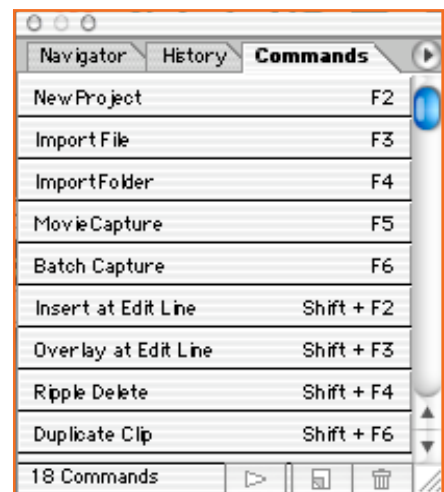 Navigator History Commands
New Project F2
Import File F3
Import Folder F4
Movie Capture F5
Batch Capture F6
Insert at Edit Line Shift + F2
Overlay at Edit Line Shift + F3
Ripple Delete Shift + F4
Duplicate Clip Shift + F6
18 Commands